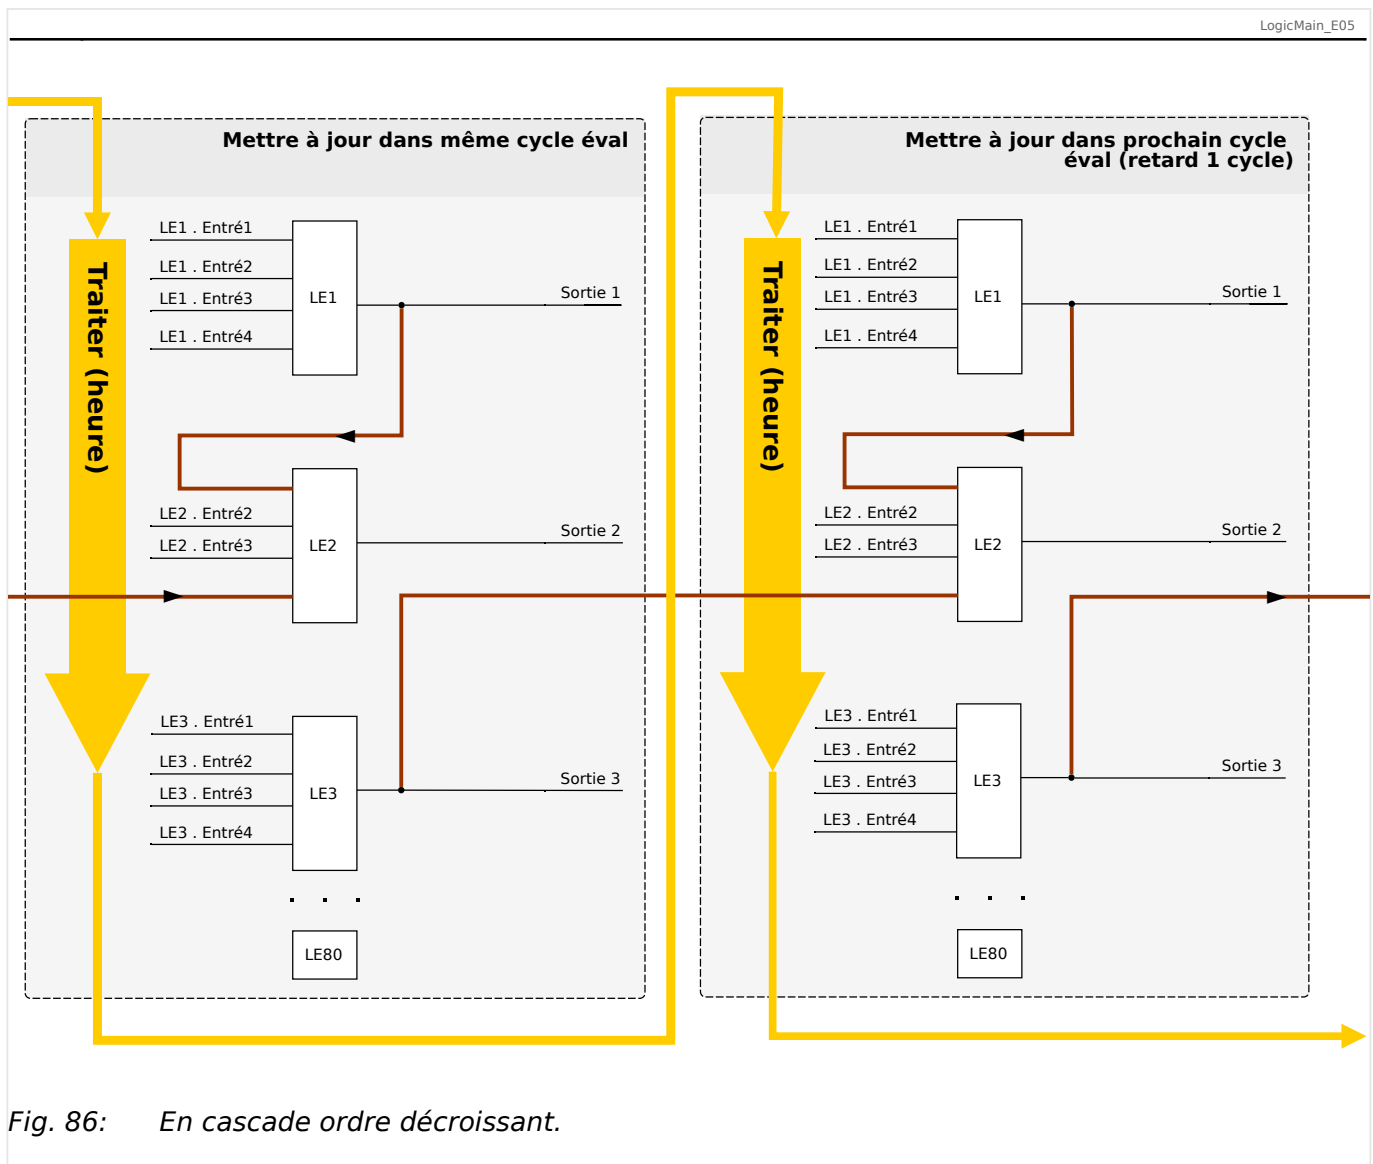 LogicMain_E05
Mettre à jour dans même cycle éval
Traiter (heure)
LE1 . Entré1
LE1 . Entré2
LE1 . Entré3
LE1 . Entré4
LE1
Sortie 1
LE2 . Entré2
LE2 . Entré3
LE2
Sortie 2
LE3 . Entré1
LE3 . Entré2
LE3 . Entré3
LE3 . Entré4
LE3
Sortie 3
. . .
LE80
Mettre à jour dans prochain cycle
éval (retard 1 cycle)
Traiter (heure)
LE1 . Entré1
LE1 . Entré2
LE1 . Entré3
LE1 . Entré4
LE1
Sortie 1
LE2 . Entré2
LE2 . Entré3
LE2
Sortie 2
LE3 . Entré1
LE3 . Entré2
LE3 . Entré3
LE3 . Entré4
LE3
Sortie 3
. . .
LE80
Fig. 86: En cascade ordre décroissant.